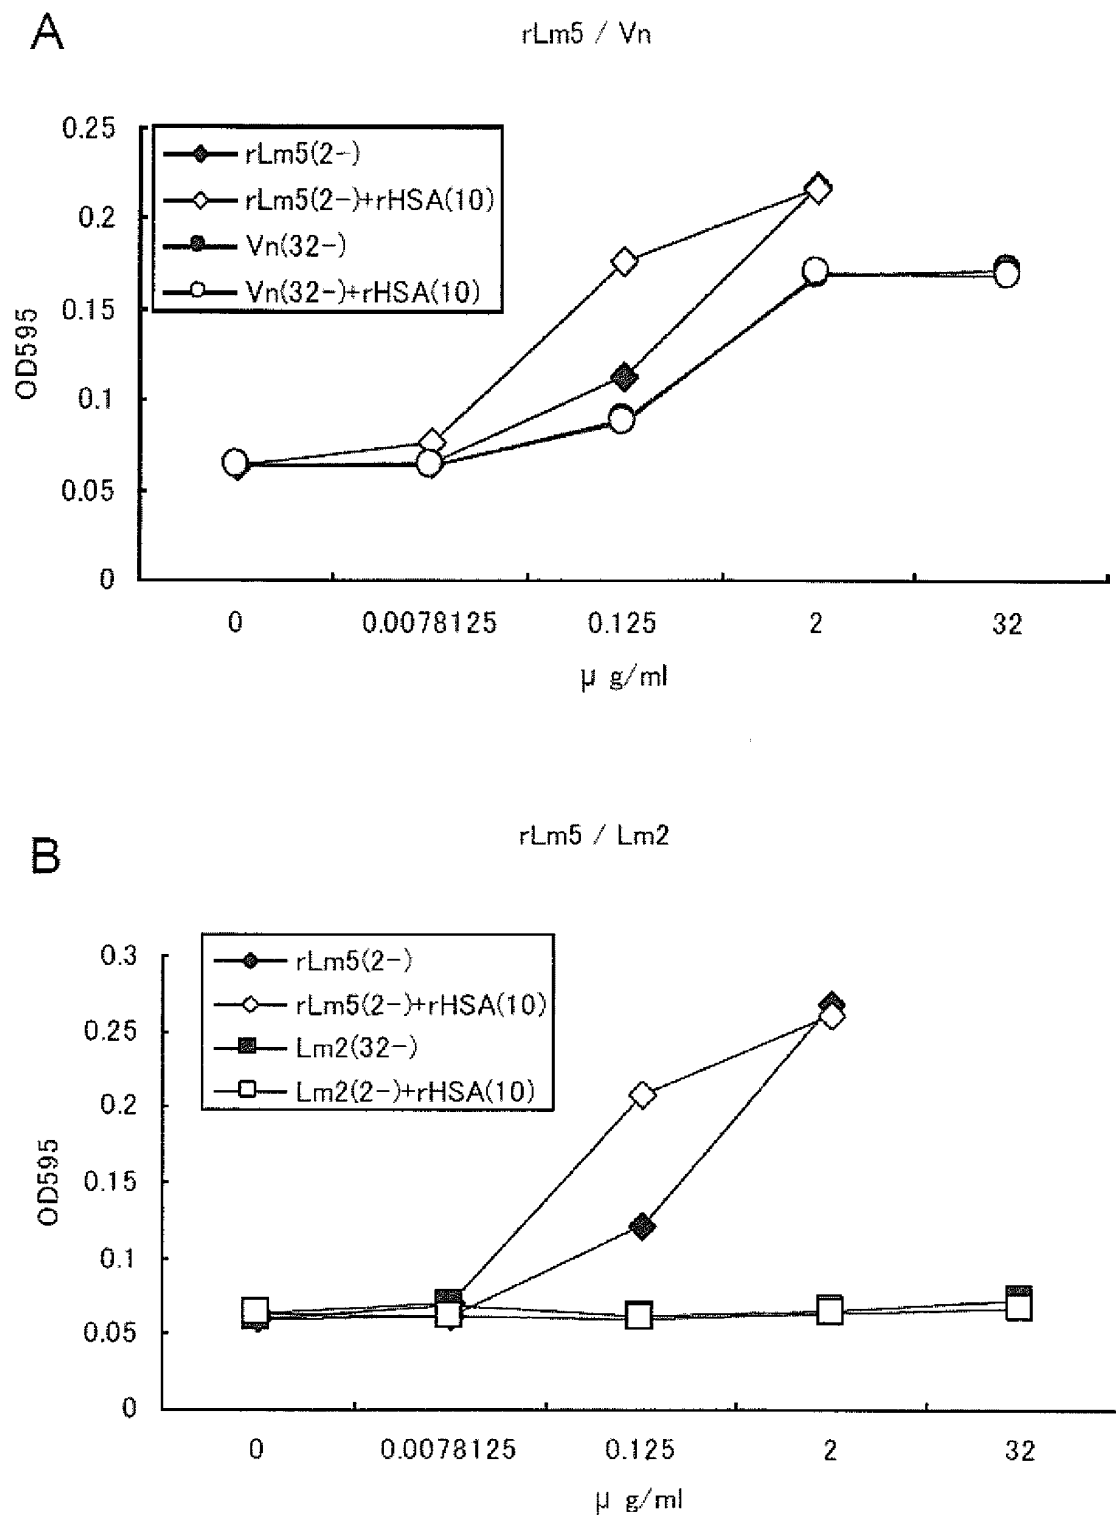 A
rLm5 / Vn
0.25
0.2
0.15
0.1
0.05
0
OD595
rLm5(2-)
rLm5(2-)+rHSA(10)
Vn(32-)
Vn(32-)+rHSA(10)
0 0.0078125 0.125 2 32
μ g/ml
B
rLm5 / Lm2
0.3
0.25
0.2
0.15
0.1
0.05
0
OD595
rLm5(2-)
rLm5(2-)+rHSA(10)
Lm2(32-)
Lm2(2-)+rHSA(10)
0 0.0078125 0.125 2 32
μ g/ml